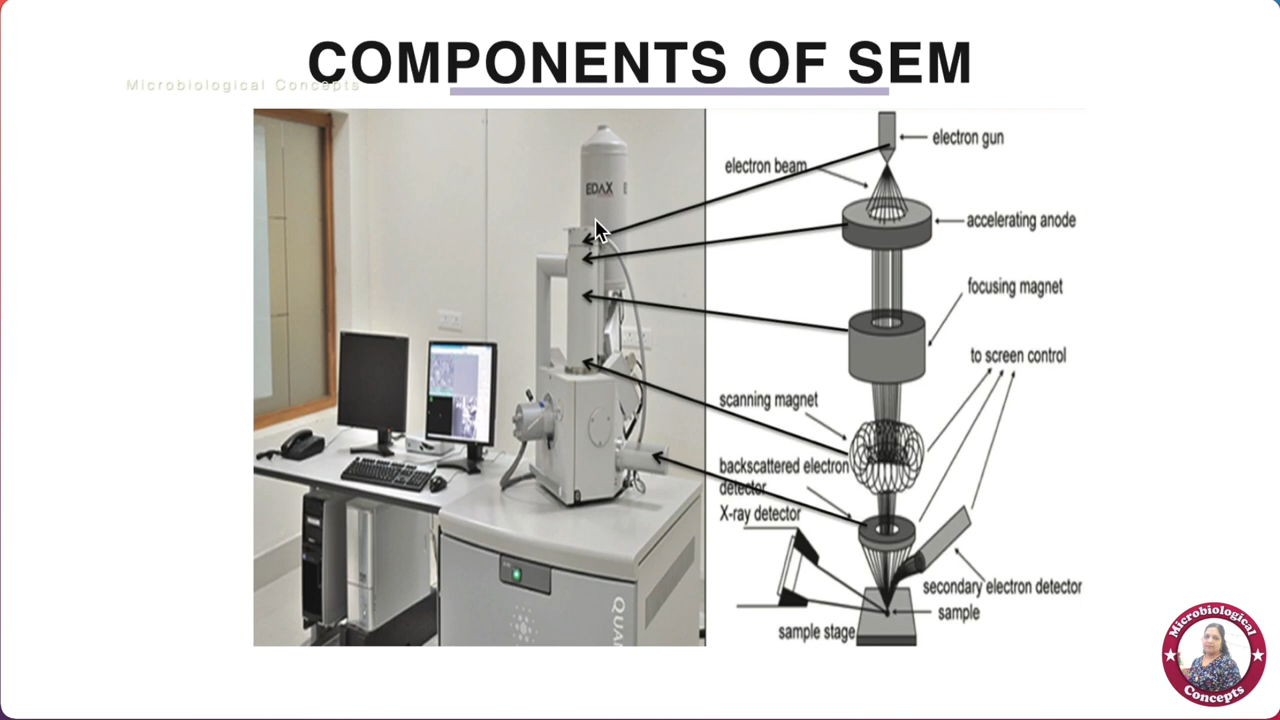 COMPONENTS OF SEM
Microbiological Concepts
EDAX E
electron gun
electron beam
accelerating anode
focusing magnet
to screen control
scanning magnet
backscattered electron
detector
X-ray detector
secondary electron detector
sample
sample stage
QUAN
Microbiological
Concepts